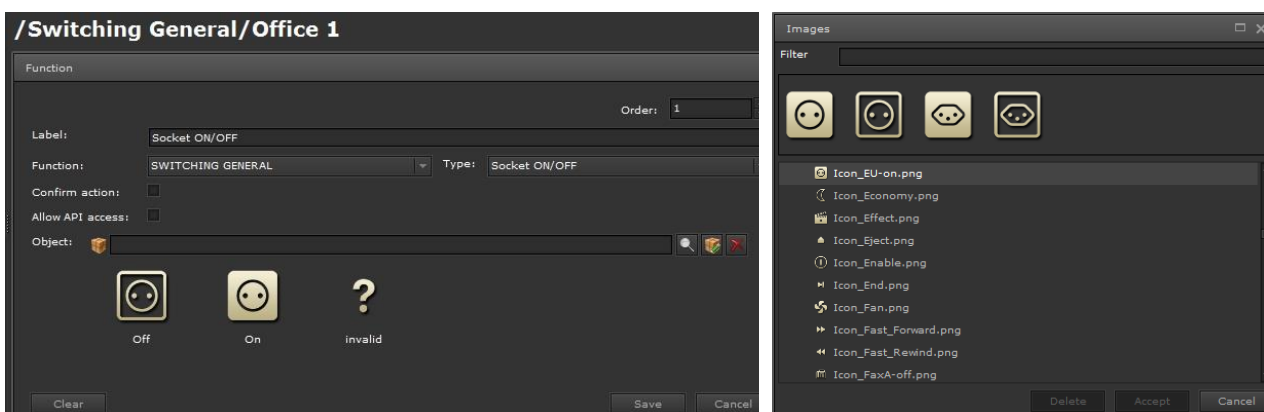 /Switching General/Office 1
Function
Order: 1
Label: Socket ON/OFF
Function: SWITCHING GENERAL Type: Socket ON/OFF
Confirm action:
Allow API access:
Object:
?
Off On invalid
Clear Save Cancel
Images
Filter
Icon_EU-on.png
Icon_Economy.png
Icon_Effect.png
Icon_Eject.png
Icon_Enable.png
Icon_End.png
Icon_Fan.png
Icon_Fast_Forward.png
Icon_Fast_Rewind.png
Icon_FaxA-off.png
Delete Accept Cancel